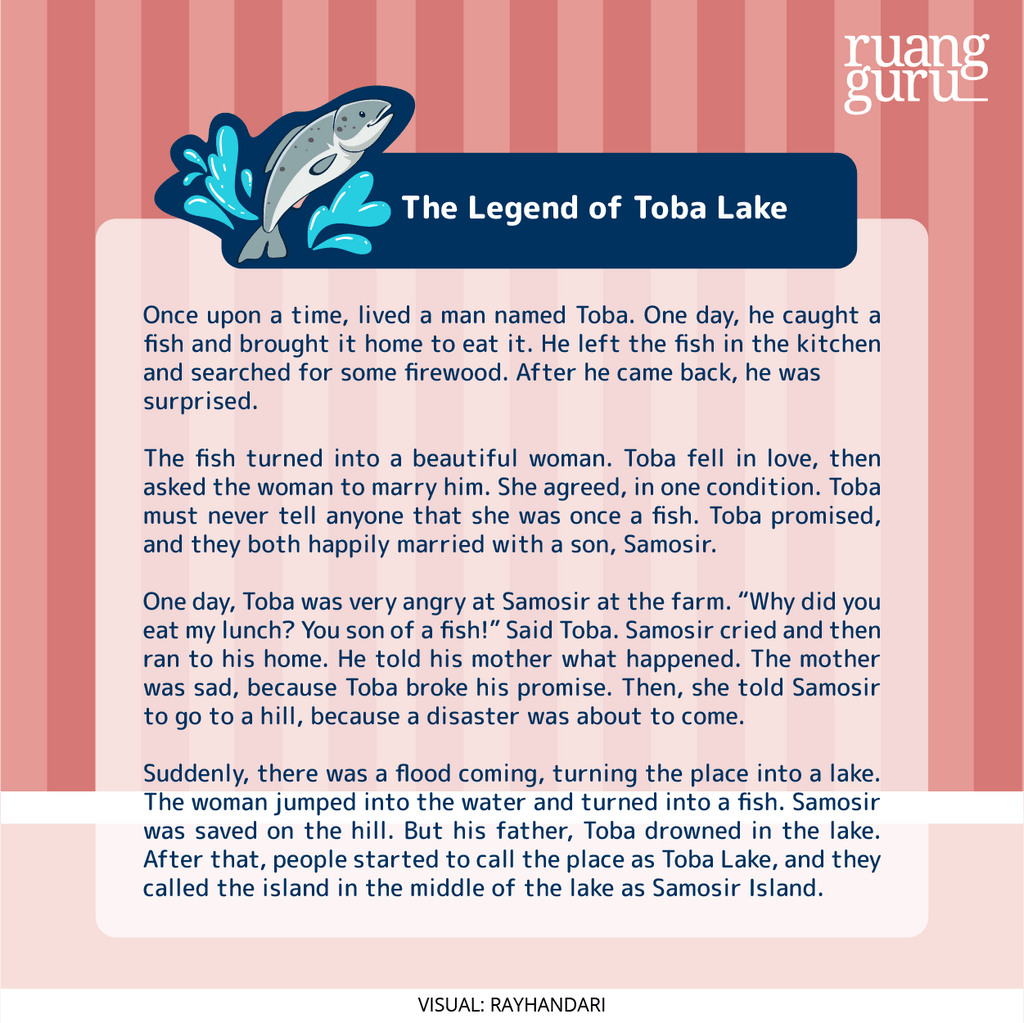 ruang
guru
The Legend of Toba Lake
Once upon a time, lived a man named Toba. One day, he caught a
fish and brought it home to eat it. He left the fish in the kitchen
and searched for some firewood. After he came back, he was
surprised.
The fish turned into a beautiful woman. Toba fell in love, then
asked the woman to marry him. She agreed, in one condition. Toba
must never tell anyone that she was once a fish. Toba promised,
and they both happily married with a son, Samosir.
One day, Toba was very angry at Samosir at the farm. “Why did you
eat my lunch? You son of a fish!” Said Toba. Samosir cried and then
ran to his home. He told his mother what happened. The mother
was sad, because Toba broke his promise. Then, she told Samosir
to go to a hill, because a disaster was about to come.
Suddenly, there was a flood coming, turning the place into a lake.
The woman jumped into the water and turned into a fish. Samosir
was saved on the hill. But his father, Toba drowned in the lake.
After that, people started to call the place as Toba Lake, and they
called the island in the middle of the lake as Samosir Island.
VISUAL: RAYHANDARI